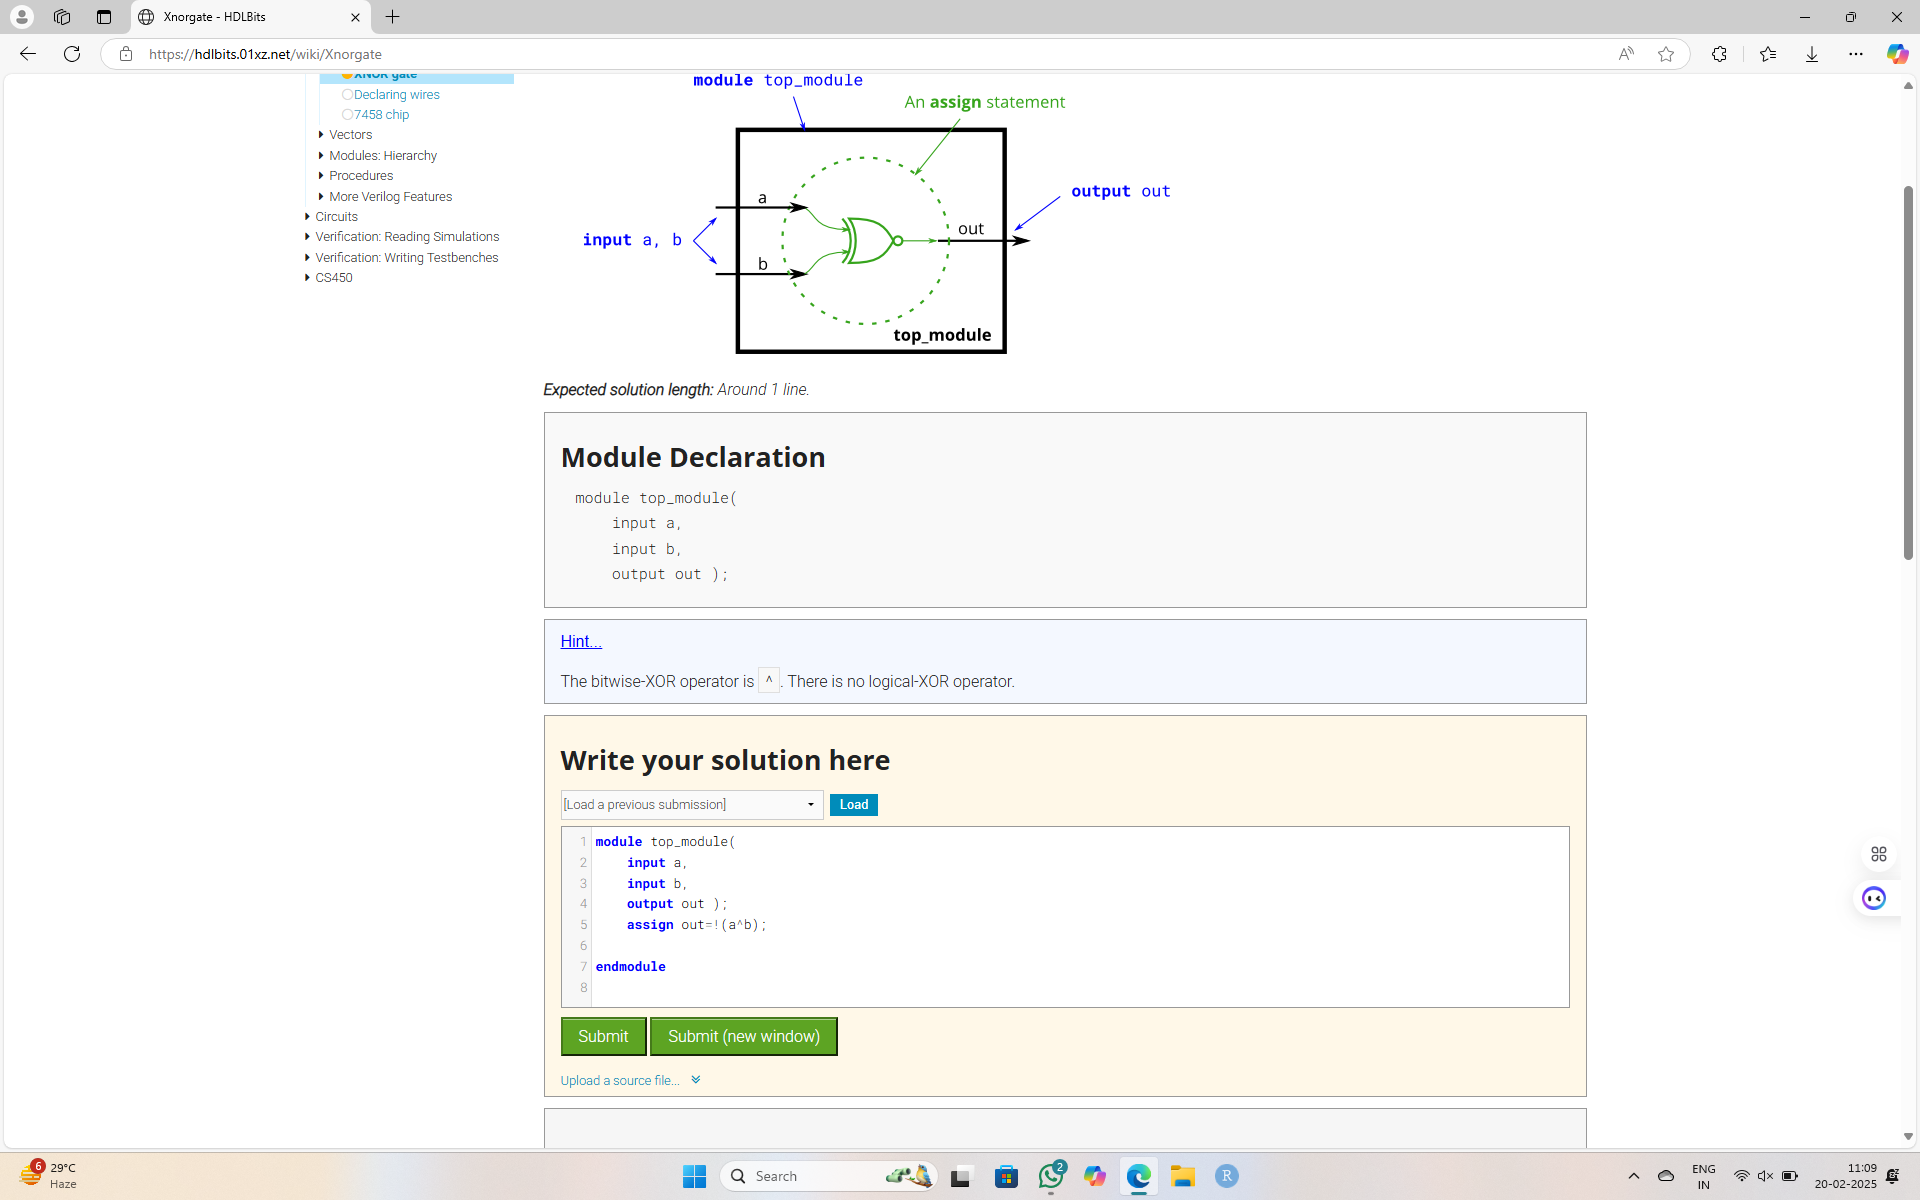 Xnorgate - HDLBits
https://hdlbits.01xz.net/wiki/Xnorgate
XNOR gate
Declaring wires
7458 chip
Vectors
Modules: Hierarchy
Procedures
More Verilog Features
Circuits
Verification: Reading Simulations
Verification: Writing Testbenches
CS450
module top_module
An assign statement
output out
a
input a, b
out
b
top_module
Expected solution length: Around 1 line.
Module Declaration
module top_module(
input a,
input b,
output out );
Hint...
The bitwise-XOR operator is ^. There is no logical-XOR operator.
Write your solution here
[Load a previous submission] Load
1 module top_module(
2 input a,
3 input b,
4 output out );
5 assign out=!(a^b);
6
7 endmodule
8
Submit Submit (new window)
Upload a source file...
6 29°C
Haze
Search
2
R
ENG
IN
11:09
20-02-2025